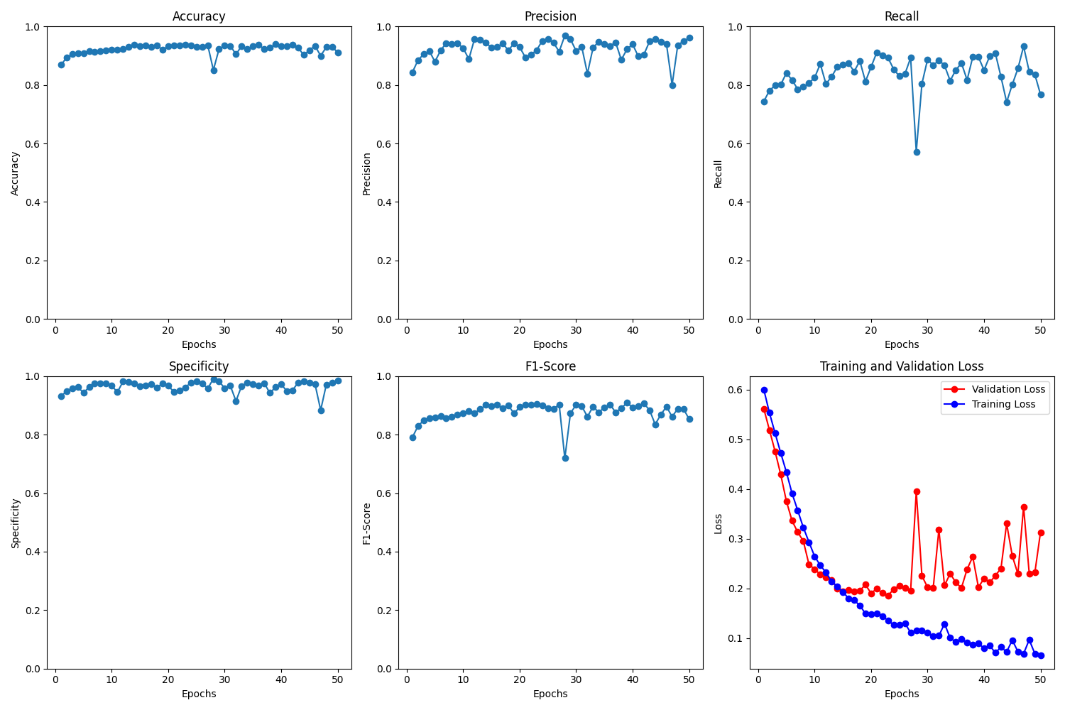 Accuracy
1.0
0.8
0.6
0.4
0.2
0.0
Accuracy
0 10 20 30 40 50
Epochs
Precision
1.0
0.8
0.6
0.4
0.2
0.0
Precision
0 10 20 30 40 50
Epochs
Recall
1.0
0.8
0.6
0.4
0.2
0.0
Recall
0 10 20 30 40 50
Epochs
Specificity
1.0
0.8
0.6
0.4
0.2
0.0
Specificity
0 10 20 30 40 50
Epochs
F1-Score
1.0
0.8
0.6
0.4
0.2
0.0
F1-Score
0 10 20 30 40 50
Epochs
Training and Validation Loss
Validation Loss
Training Loss
0.6
0.5
0.4
0.3
0.2
0.1
Loss
0 10 20 30 40 50
Epochs